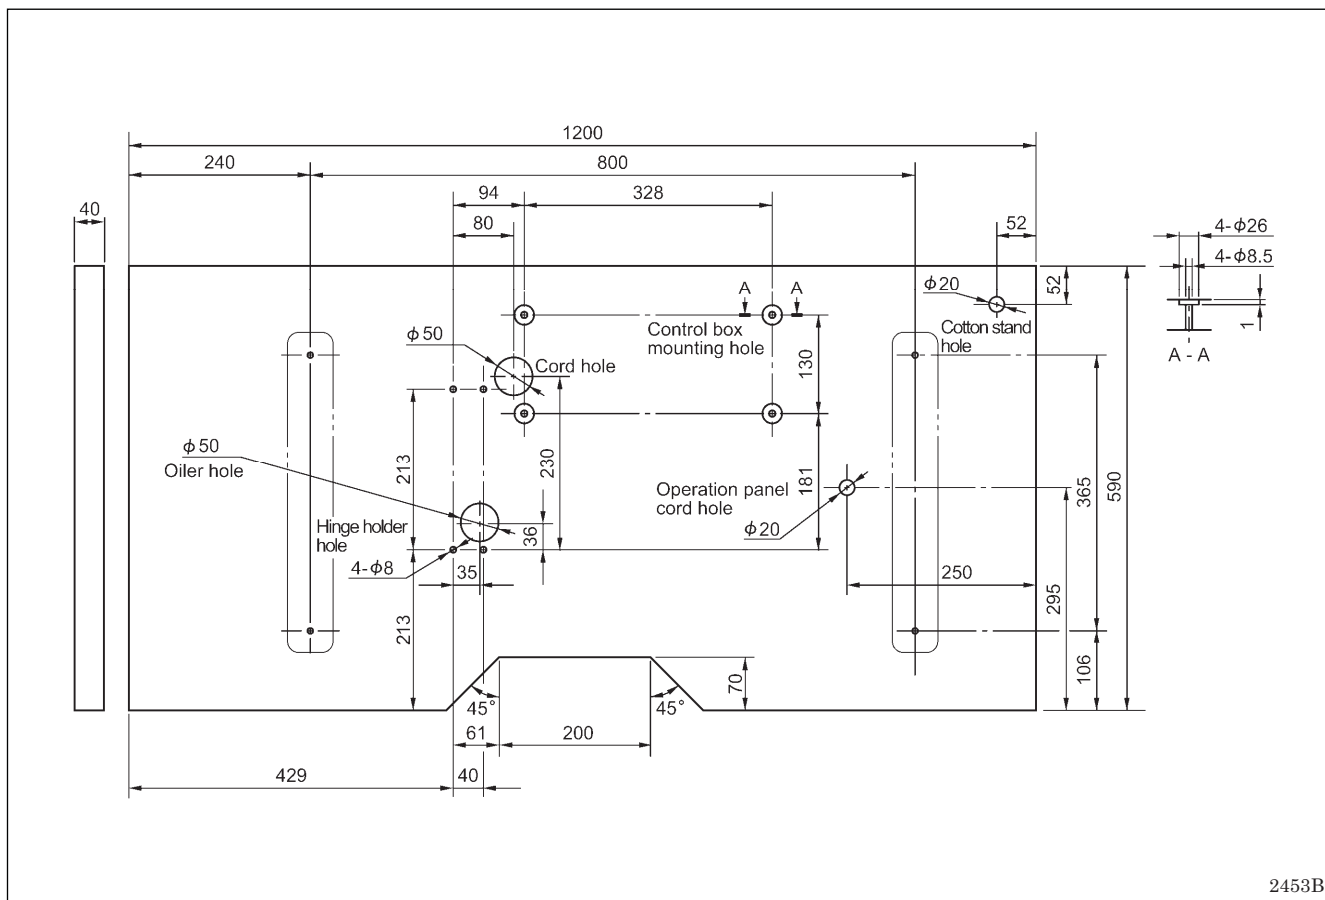 1200
240
800
94
328
40
80
52
4-ϕ26
4-ϕ8.5
A
A
ϕ20
52
1
ϕ50
Control box
mounting hole
Cotton stand
hole
A - A
Cord hole
130
ϕ50
Oiler hole
213
230
Operation panel
cord hole
181
365
590
Hinge holder
hole
36
ϕ20
4-ϕ8
35
250
295
213
70
106
45°
45°
61
200
429
40
2453B